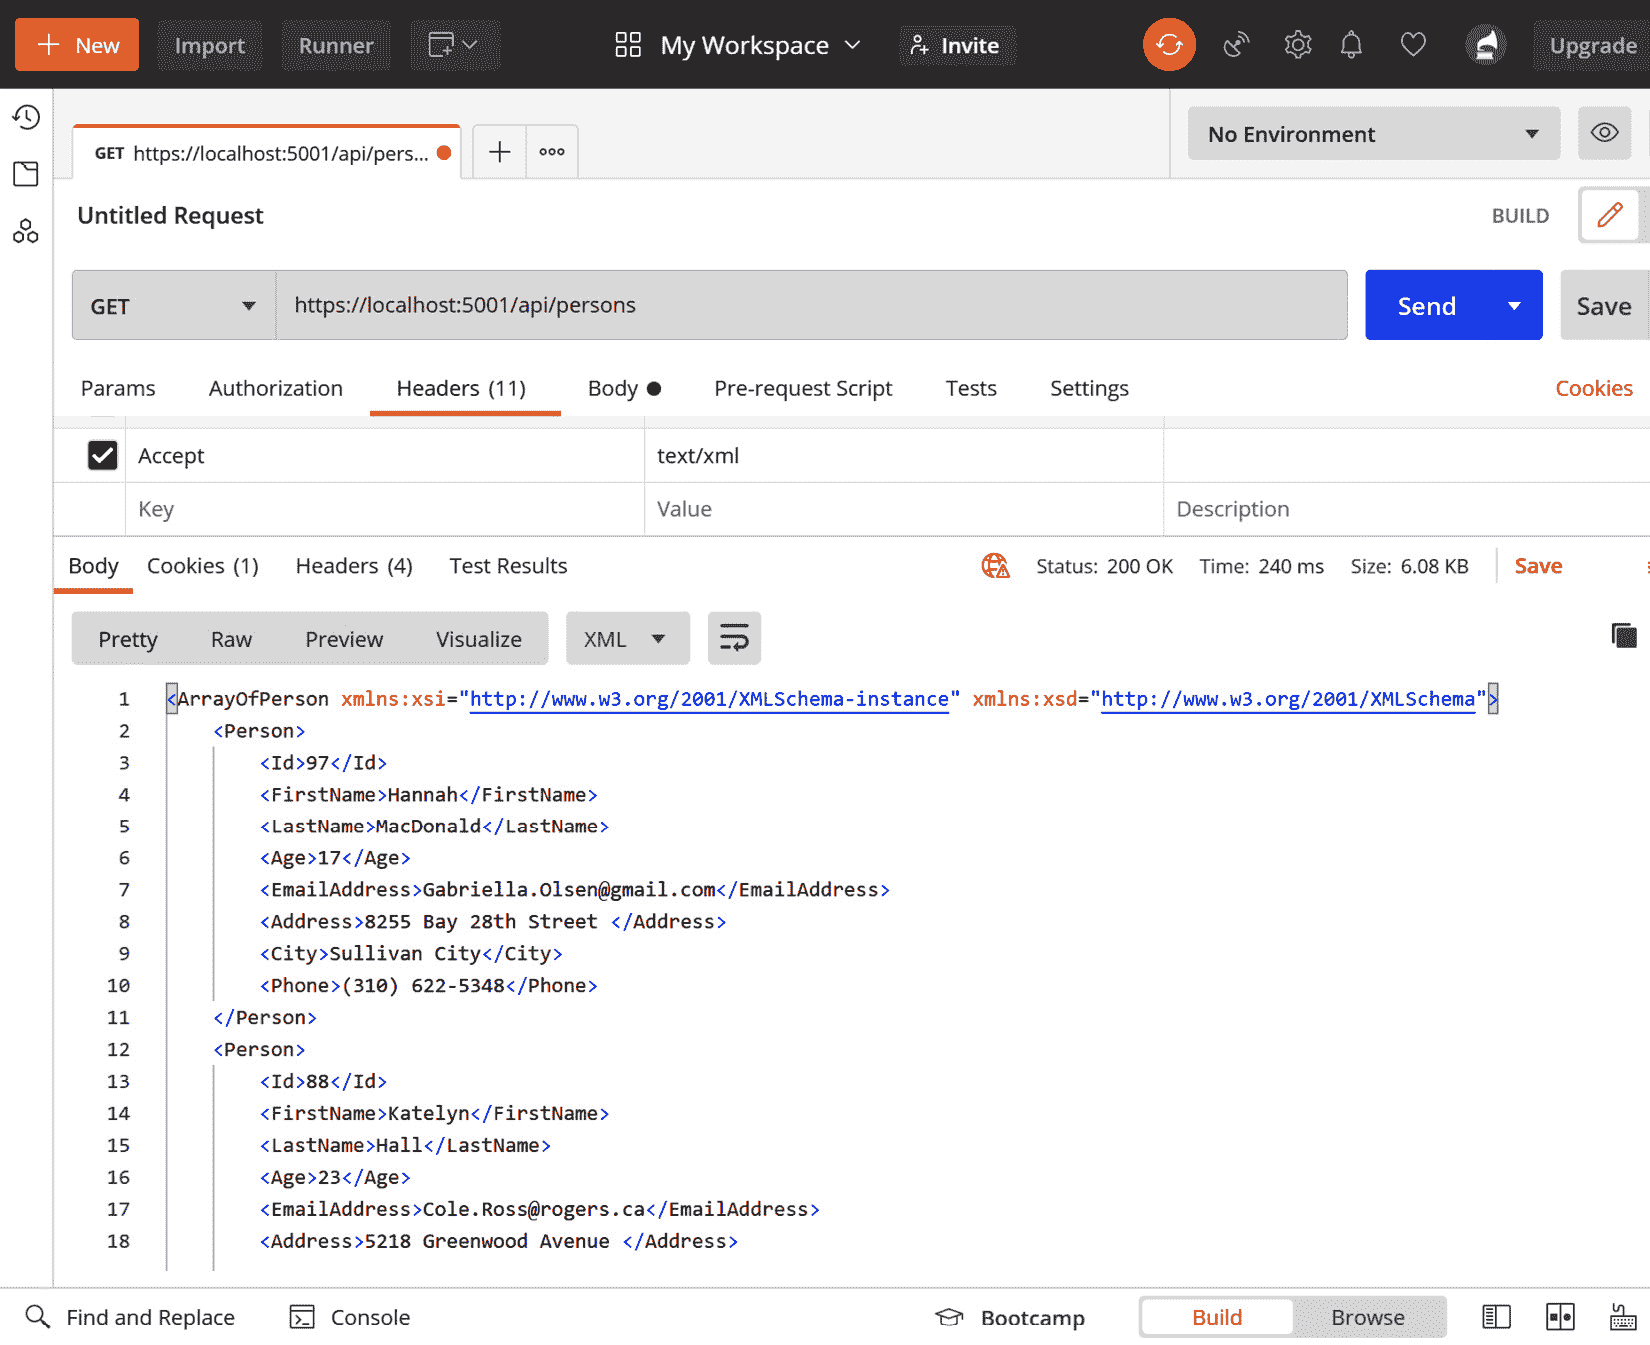 New Import Runner My Workspace Invite Upgrade
GET https://localhost:5001/api/pers... No Environment
Untitled Request BUILD
GET https://localhost:5001/api/persons Send Save
Params Authorization Headers (11) Body Pre-request Script Tests Settings Cookies
Accept text/xml
Key Value Description
Body Cookies (1) Headers (4) Test Results Status: 200 OK Time: 240 ms Size: 6.08 KB Save
Pretty Raw Preview Visualize XML
1 <ArrayOfPerson xmlns:xsi="http://www.w3.org/2001/XMLSchema-instance" xmlns:xsd="http://www.w3.org/2001/XMLSchema">
2 <Person>
3 <Id>97</Id>
4 <FirstName>Hannah</FirstName>
5 <LastName>MacDonald</LastName>
6 <Age>17</Age>
7 <EmailAddress>Gabriella.Olsen@gmail.com</EmailAddress>
8 <Address>8255 Bay 28th Street </Address>
9 <City>Sullivan City</City>
10 <Phone>(310) 622-5348</Phone>
11 </Person>
12 <Person>
13 <Id>88</Id>
14 <FirstName>Katelyn</FirstName>
15 <LastName>Hall</LastName>
16 <Age>23</Age>
17 <EmailAddress>Cole.Ross@rogers.ca</EmailAddress>
18 <Address>5218 Greenwood Avenue </Address>
Find and Replace Console Bootcamp Build Browse